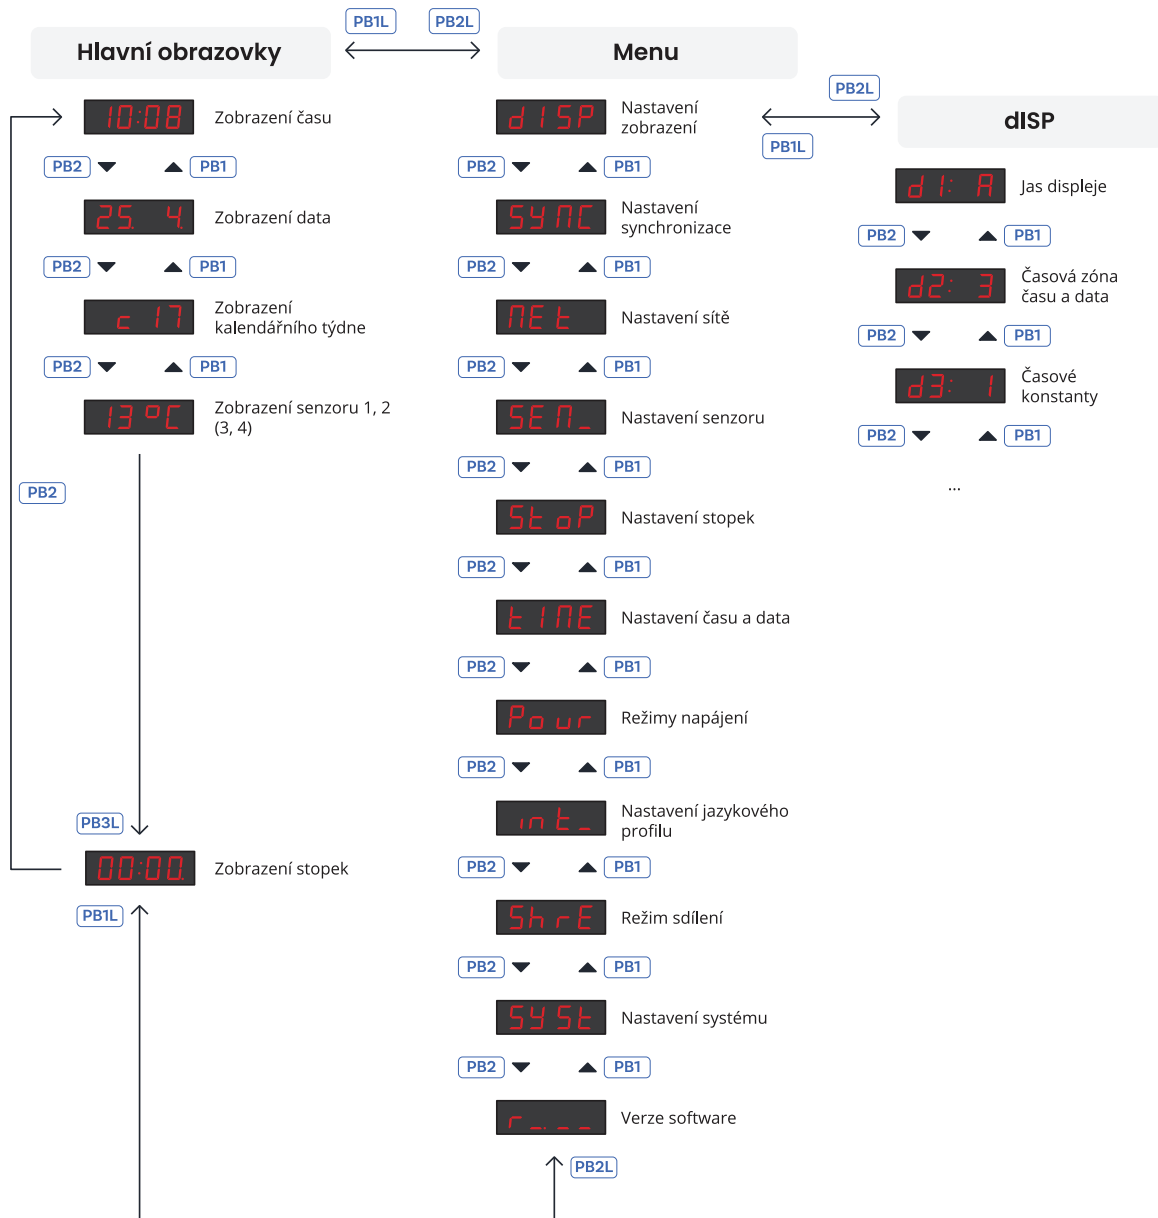 PB1L PB2L
Hlavní obrazovky
Menu
PB2L
PB1L
dISP
10:08
Zobrazení času
PB2 PB1
25. 4.
Zobrazení data
PB2 PB1
c 17
Zobrazení
kalendářního týdne
PB2 PB1
13 °C
Zobrazení senzoru 1, 2
(3, 4)
PB2
PB3L
00:00.
Zobrazení stopek
PB1L
dISP
Nastavení
zobrazení
PB2 PB1
SYNC
Nastavení
synchronizace
PB2 PB1
NEt
Nastavení sítě
PB2 PB1
SEN_
Nastavení senzoru
PB2 PB1
StoP
Nastavení stopek
PB2 PB1
tIME
Nastavení času a data
PB2 PB1
Pour
Režimy napájení
PB2 PB1
int_
Nastavení jazykového
profilu
PB2 PB1
ShrE
Režim sdílení
PB2 PB1
SYSt
Nastavení systému
PB2 PB1
r _. _ _
Verze software
PB2L
d1: A
Jas displeje
PB2 PB1
d2: 3
Časová zóna
času a data
PB2 PB1
d3: 1
Časové
konstanty
PB2 PB1
...